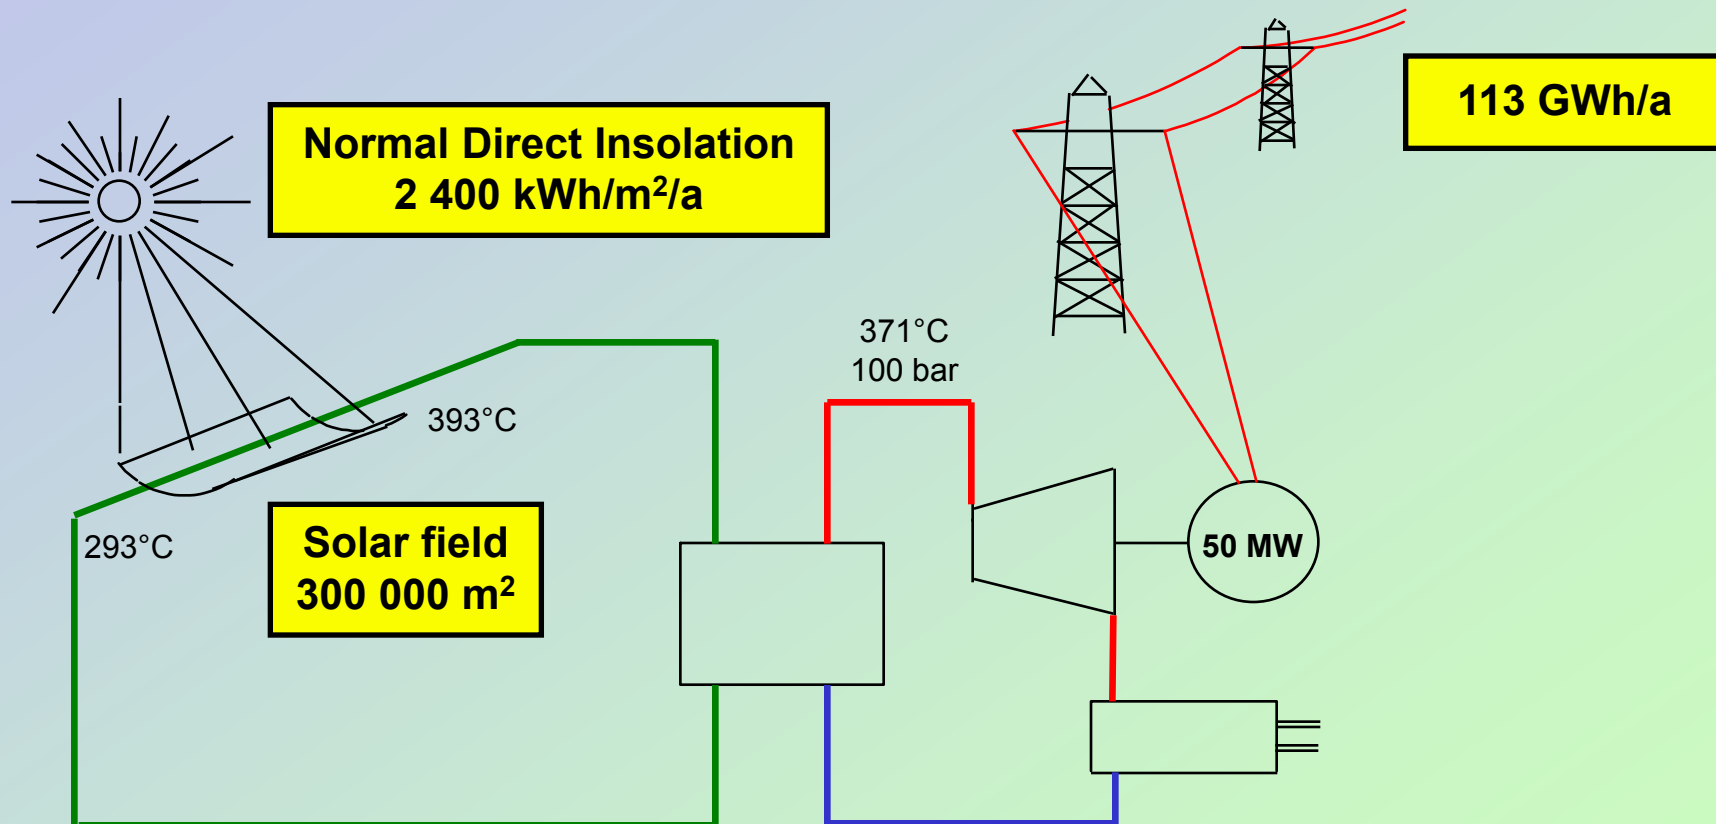 113 GWh/a
Normal Direct Insolation
2 400 kWh/m²/a
371°C
100 bar
393°C
293°C
Solar field
300 000 m²
50 MW